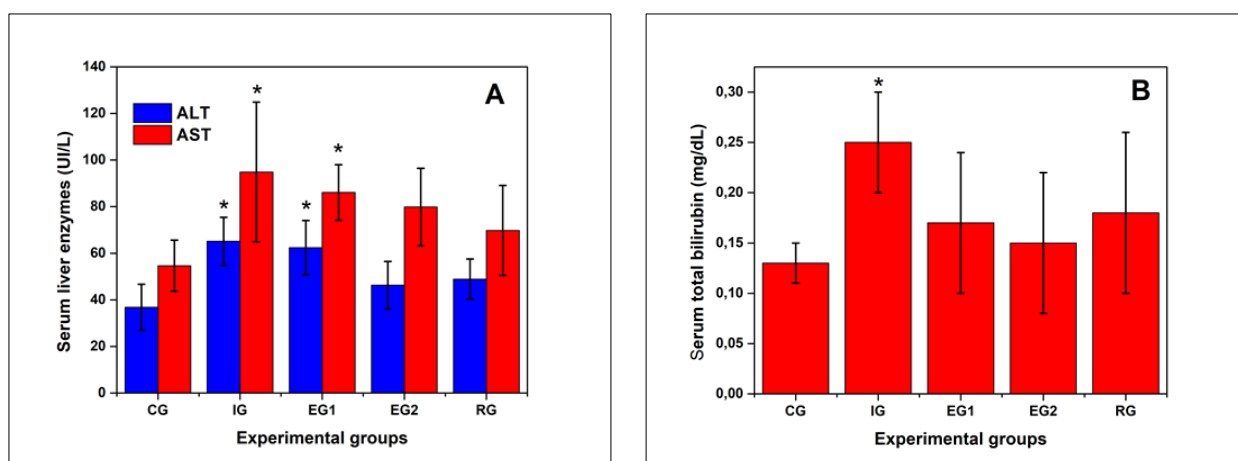 A
ALT
AST
*
*
*
*
140
120
100
80
60
40
20
0
Serum liver enzymes (UI/L)
CG IG EG1 EG2 RG
Experimental groups
B
*
0,30
0,25
0,20
0,15
0,10
0,05
0,00
Serum total bilirubin (mg/dL)
CG IG EG1 EG2 RG
Experimental groups